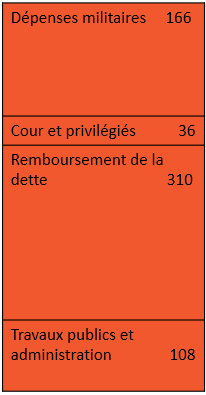 Dépenses militaires 166
Cour et privilégiés 36
Remboursement de la
dette 310
Travaux publics et
administration 108